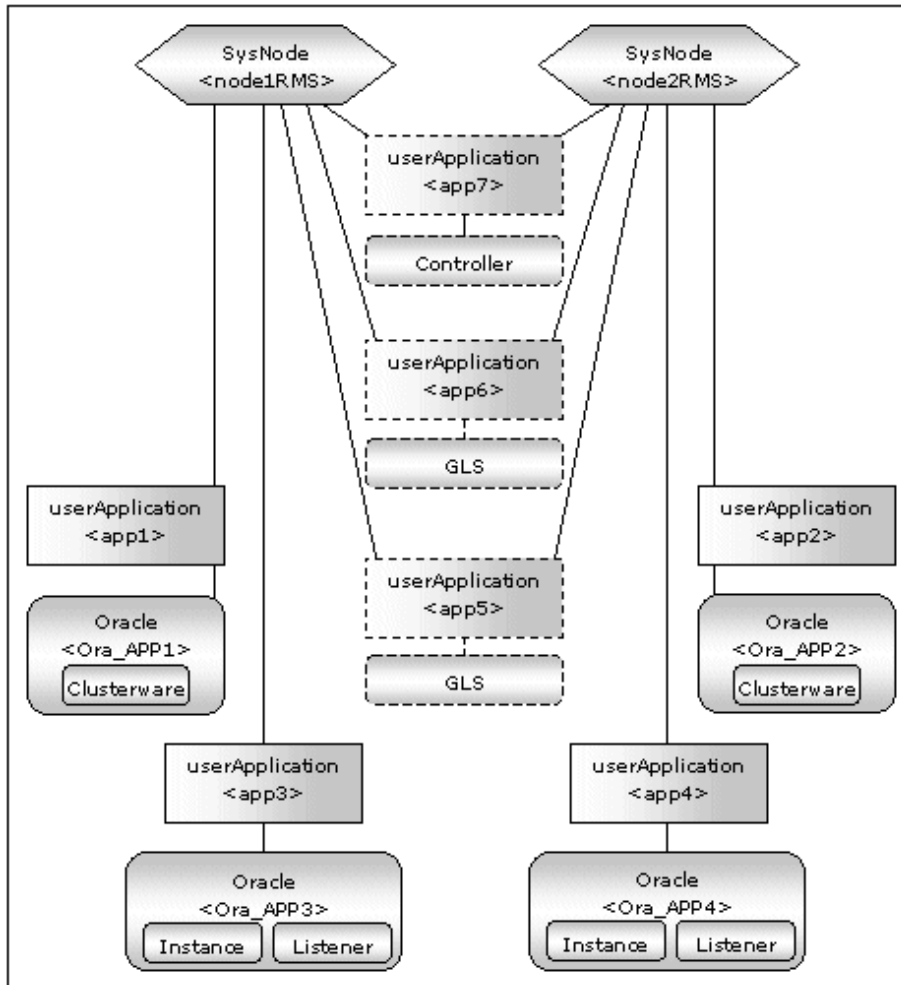 SysNode
<node1RMS>
SysNode
<node2RMS>
userApplication
<app7>
Controller
userApplication
<app6>
GLS
userApplication
<app1>
userApplication
<app2>
userApplication
<app5>
Oracle
<Ora_APP1>
Clusterware
GLS
Oracle
<Ora_APP2>
Clusterware
userApplication
<app3>
userApplication
<app4>
Oracle
<Ora_APP3>
Instance
Listener
Oracle
<Ora_APP4>
Instance
Listener